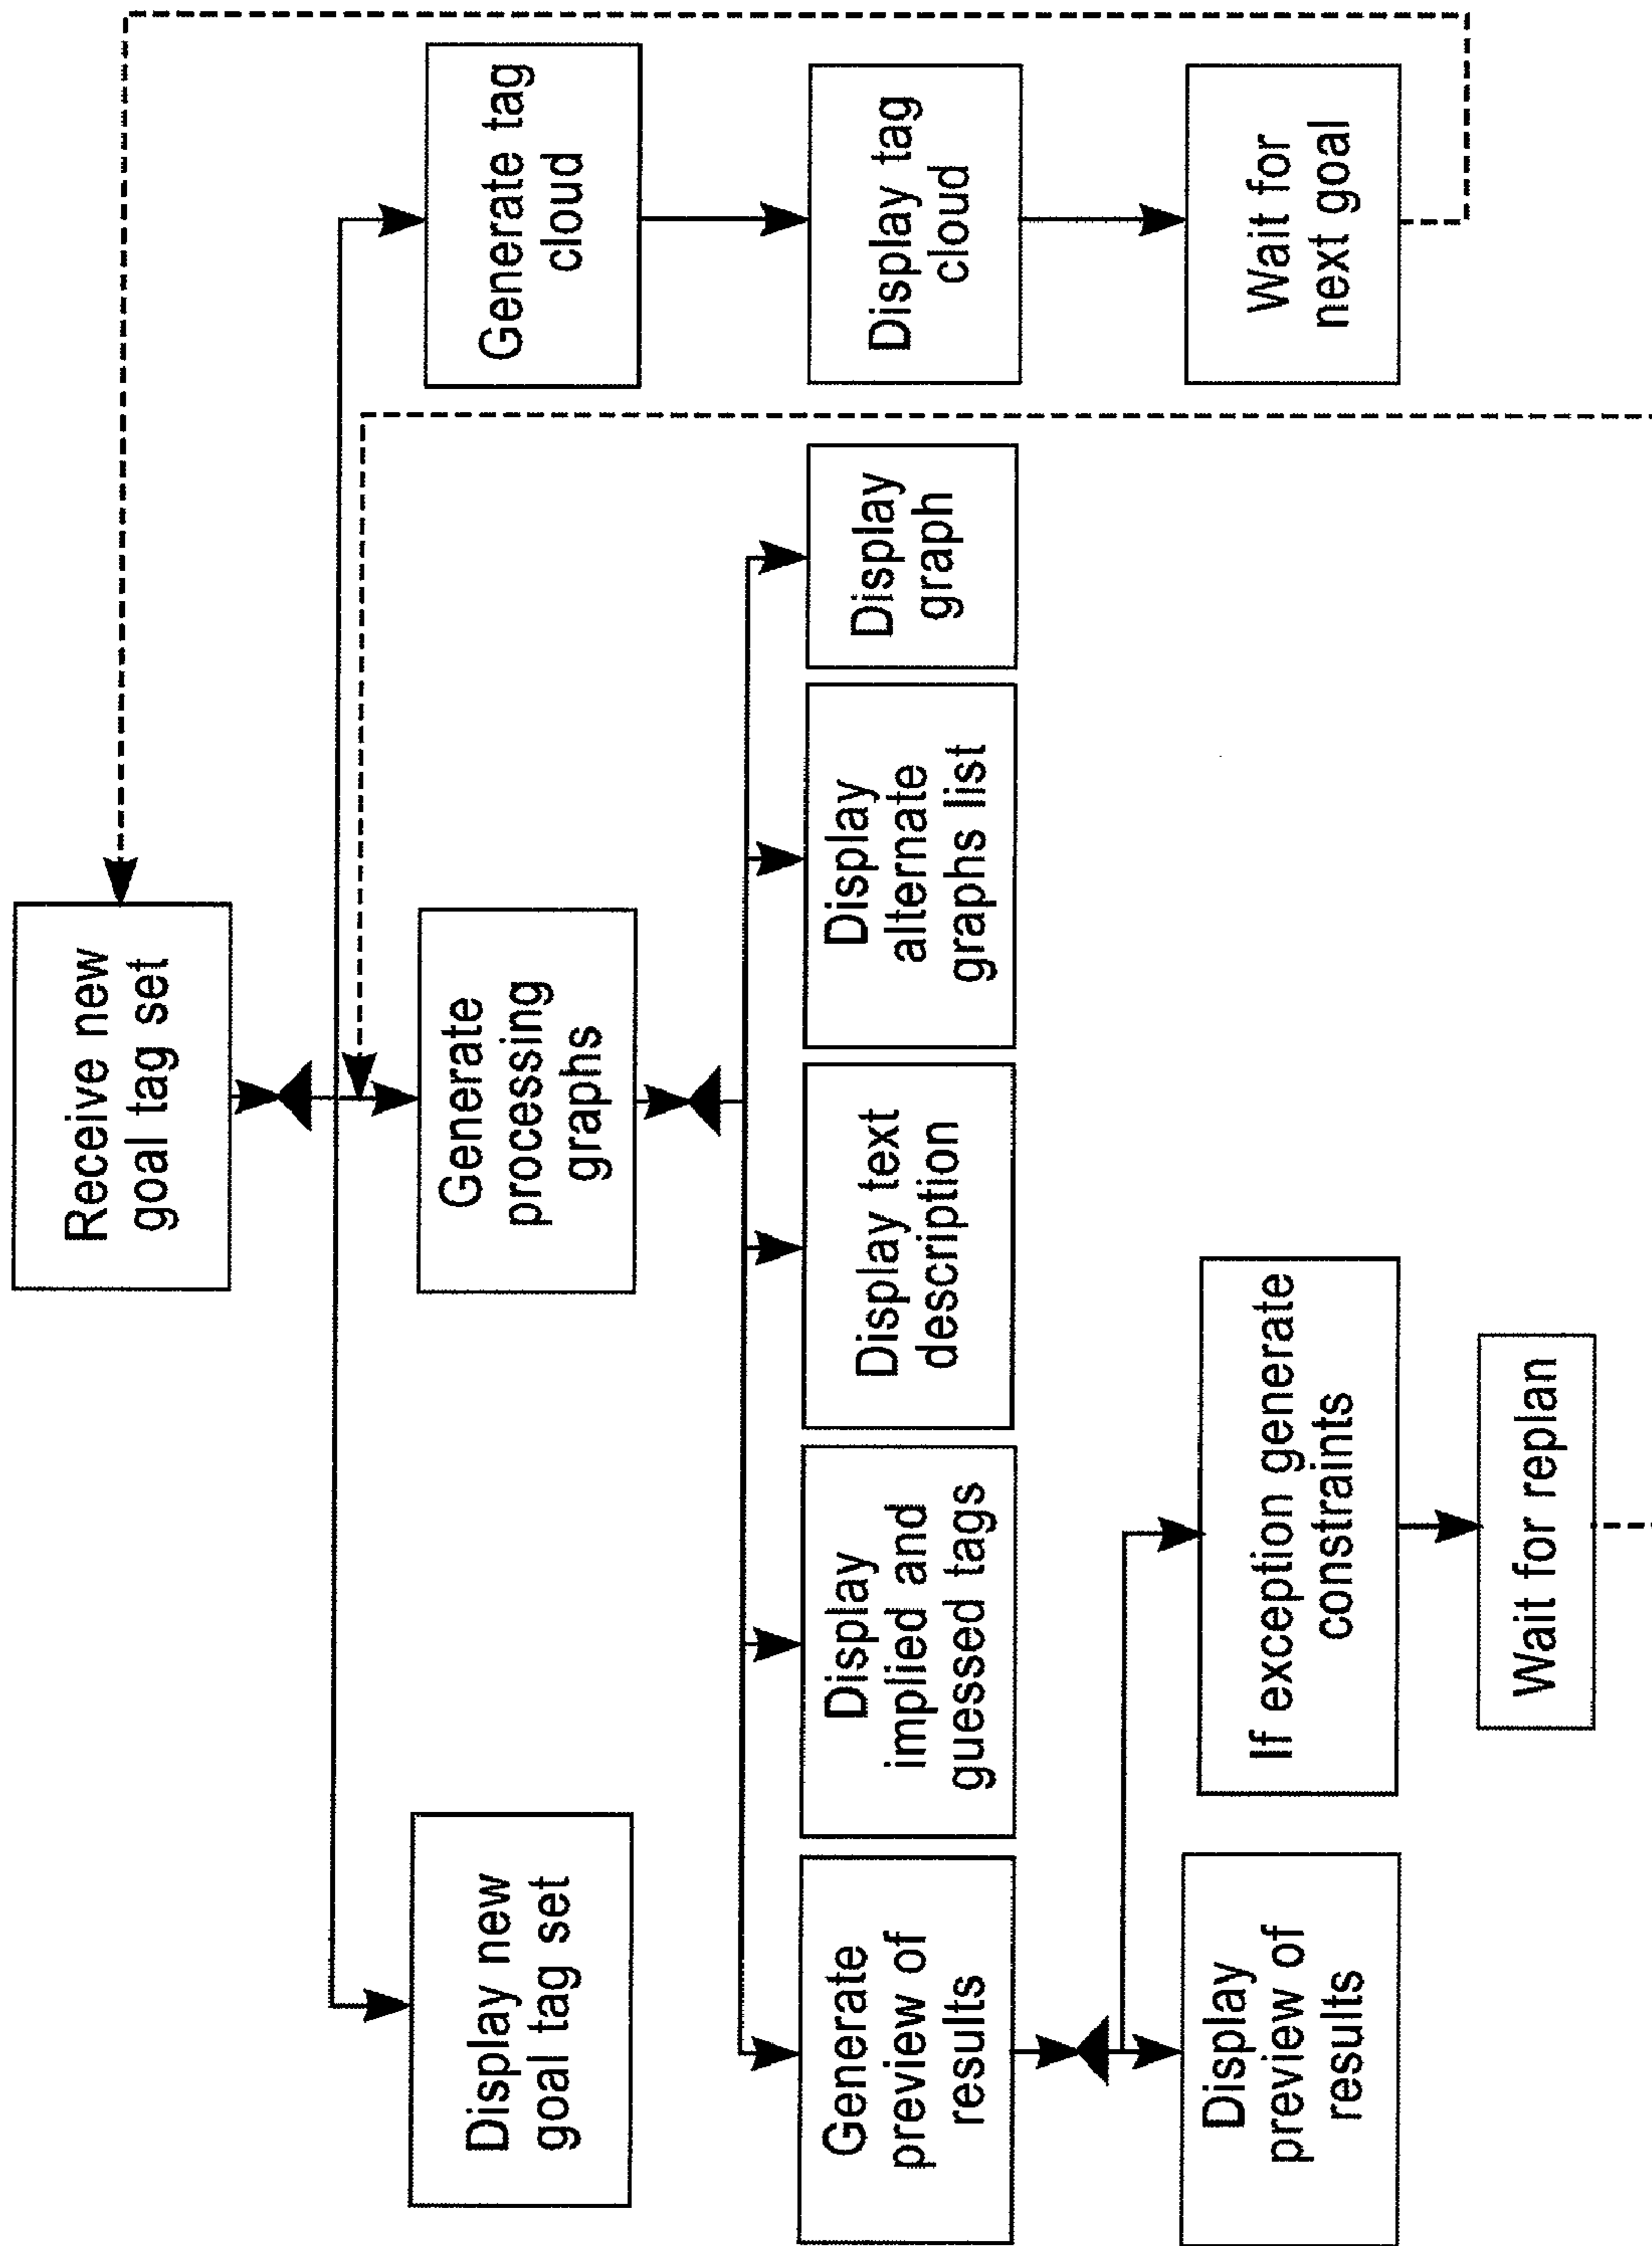 Receive new
goal tag set
Display new
goal tag set
Generate
processing
graphs
Generate tag
cloud
Generate
preview of
results
Display
implied and
guessed tags
Display text
description
Display
alternate
graphs list
Display
graph
Display tag
cloud
Display
preview of
results
If exception generate
constraints
Wait for
next goal
Wait for replan